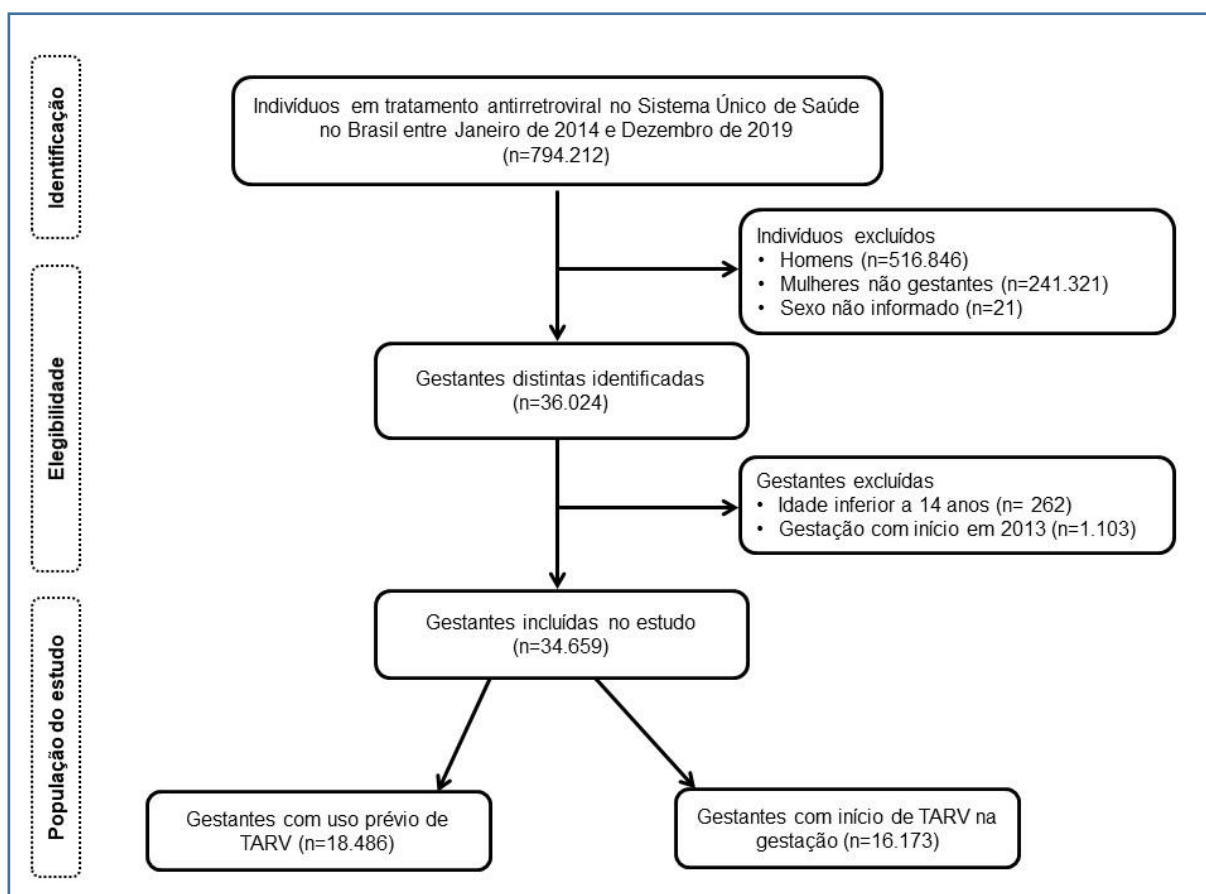 Identificação
Indivíduos em tratamento antirretroviral no Sistema Único de Saúde
no Brasil entre Janeiro de 2014 e Dezembro de 2019
(n=794.212)
Indivíduos excluídos
• Homens (n=516.846)
• Mulheres não gestantes (n=241.321)
• Sexo não informado (n=21)
Elegibilidade
Gestantes distintas identificadas
(n=36.024)
Gestantes excluídas
• Idade inferior a 14 anos (n= 262)
• Gestação com início em 2013 (n=1.103)
População do estudo
Gestantes incluídas no estudo
(n=34.659)
Gestantes com uso prévio de
TARV (n=18.486)
Gestantes com início de TARV na
gestação (n=16.173)